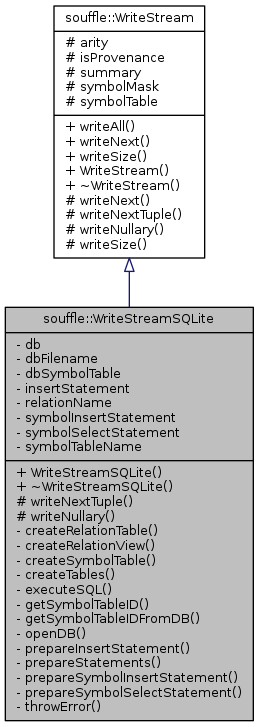 souffle::WriteStream
# arity
# isProvenance
# summary
# symbolMask
# symbolTable
+ writeAll()
+ writeNext()
+ writeSize()
+ WriteStream()
+ ~WriteStream()
# writeNext()
# writeNextTuple()
# writeNullary()
# writeSize()
souffle::WriteStreamSQLite
- db
- dbFilename
- dbSymbolTable
- insertStatement
- relationName
- symbolInsertStatement
- symbolSelectStatement
- symbolTableName
+ WriteStreamSQLite()
+ ~WriteStreamSQLite()
# writeNextTuple()
# writeNullary()
- createRelationTable()
- createRelationView()
- createSymbolTable()
- createTables()
- executeSQL()
- getSymbolTableID()
- getSymbolTableIDFromDB()
- openDB()
- prepareInsertStatement()
- prepareStatements()
- prepareSymbolInsertStatement()
- prepareSymbolSelectStatement()
- throwError()